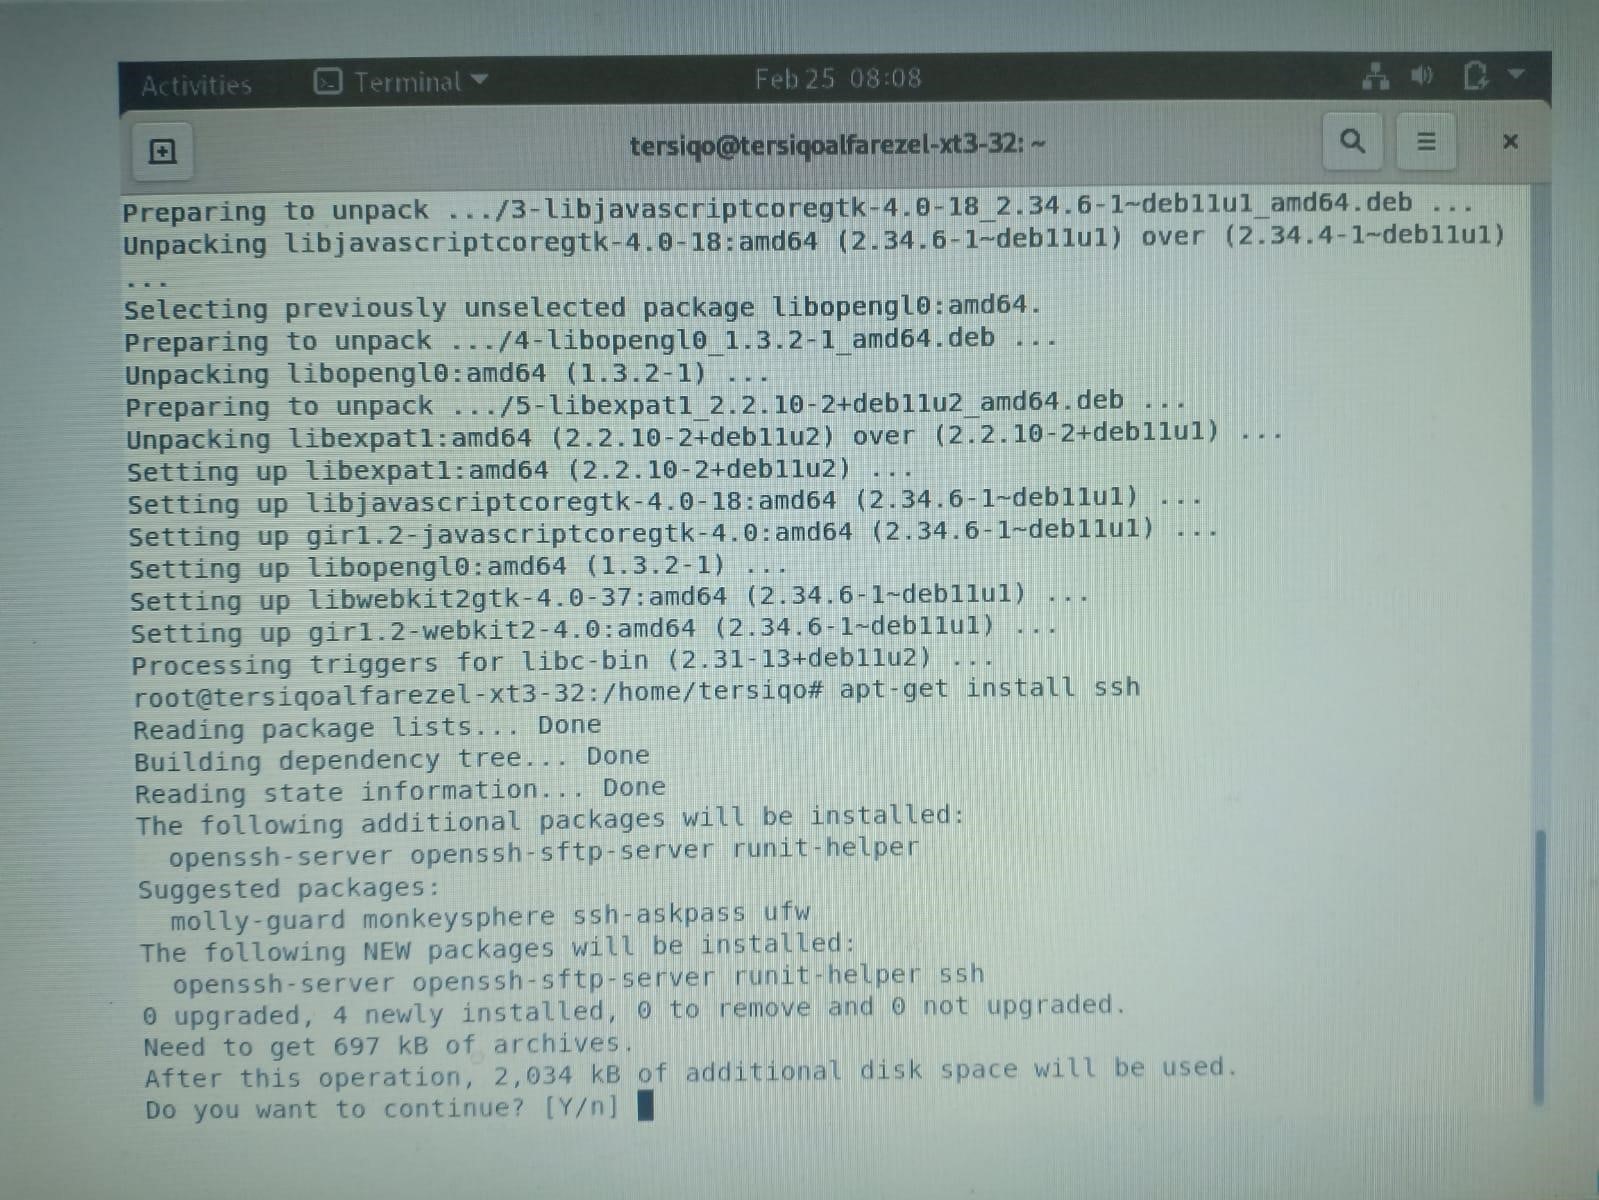 Activities
Terminal
Feb 25 08:08
tersiqo@tersiqoalfarezel-xt3-32: ~
Preparing to unpack .../3-libjavascriptcoregtk-4.0-18_2.34.6-1~deb11u1_amd64.deb ...
Unpacking libjavascriptcoregtk-4.0-18:amd64 (2.34.6-1~deb11u1) over (2.34.4-1~deb11u1)
...
Selecting previously unselected package libopengl0:amd64.
Preparing to unpack .../4-libopengl0_1.3.2-1_amd64.deb ...
Unpacking libopengl0:amd64 (1.3.2-1) ...
Preparing to unpack .../5-libexpat1_2.2.10-2+deb11u2_amd64.deb ...
Unpacking libexpat1:amd64 (2.2.10-2+deb11u2) over (2.2.10-2+deb11u1) ...
Setting up libexpat1:amd64 (2.2.10-2+deb11u2) ...
Setting up libjavascriptcoregtk-4.0-18:amd64 (2.34.6-1~deb11u1) ...
Setting up gir1.2-javascriptcoregtk-4.0:amd64 (2.34.6-1~deb11u1) ...
Setting up libopengl0:amd64 (1.3.2-1) ...
Setting up libwebkit2gtk-4.0-37:amd64 (2.34.6-1~deb11u1) ...
Setting up gir1.2-webkit2-4.0:amd64 (2.34.6-1~deb11u1) ...
Processing triggers for libc-bin (2.31-13+deb11u2) ...
root@tersiqoalfarezel-xt3-32:/home/tersiqo# apt-get install ssh
Reading package lists... Done
Building dependency tree... Done
Reading state information... Done
The following additional packages will be installed:
  openssh-server openssh-sftp-server runit-helper
Suggested packages:
  molly-guard monkeysphere ssh-askpass ufw
The following NEW packages will be installed:
  openssh-server openssh-sftp-server runit-helper ssh
0 upgraded, 4 newly installed, 0 to remove and 0 not upgraded.
Need to get 697 kB of archives.
After this operation, 2,034 kB of additional disk space will be used.
Do you want to continue? [Y/n]